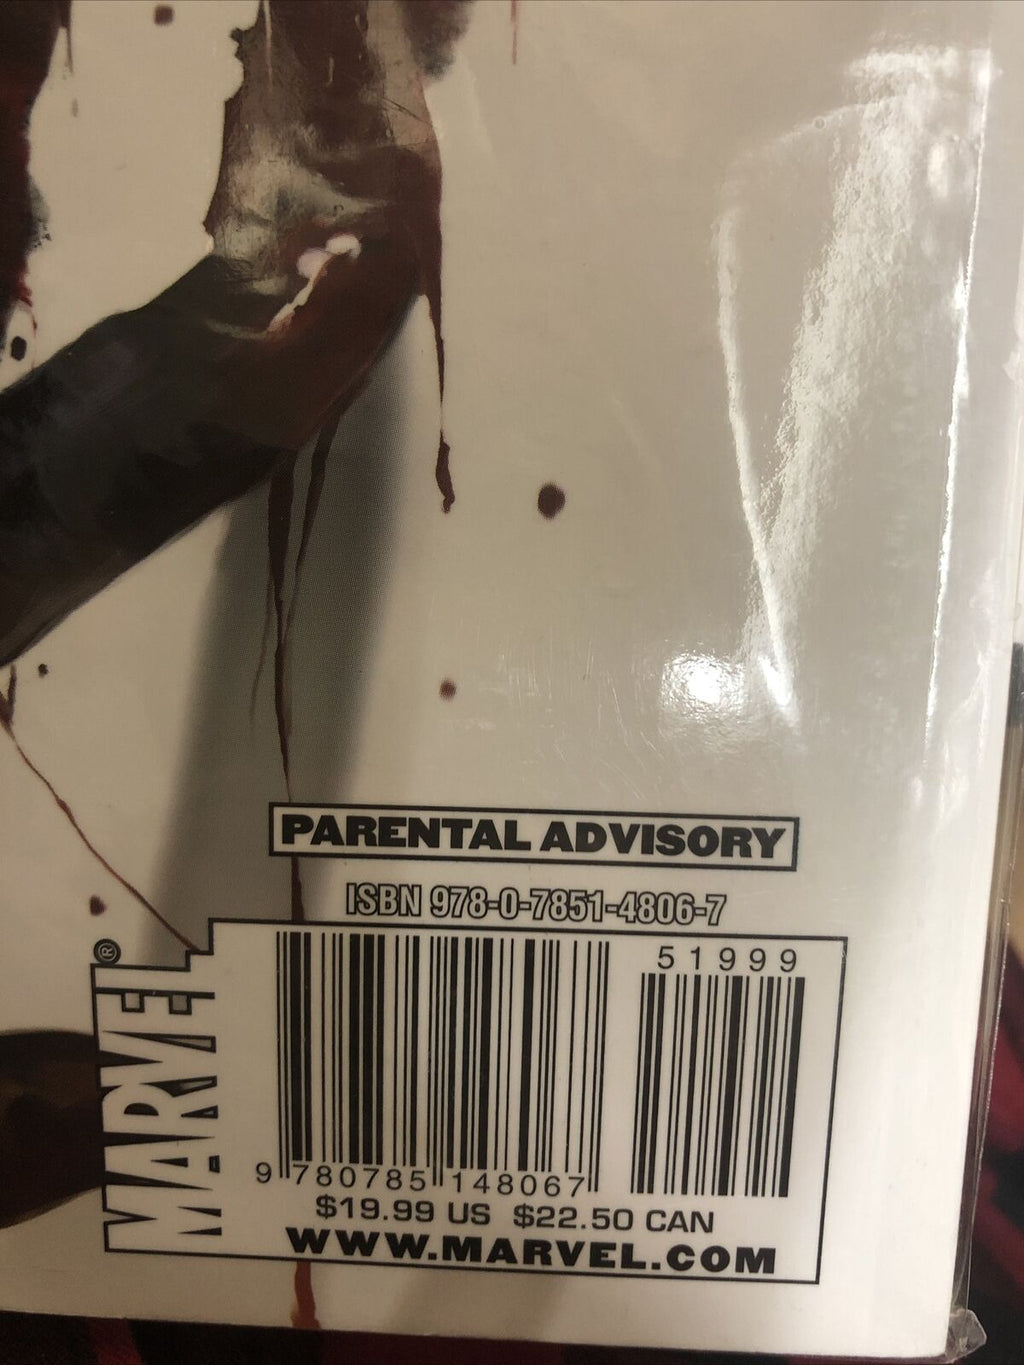 PARENTAL ADVISORY
ISBN 978-0-7851-4806-7
MARVEL®
51999
9 780785 148067
$19.99 US $22.50 CAN
WWW.MARVEL.COM